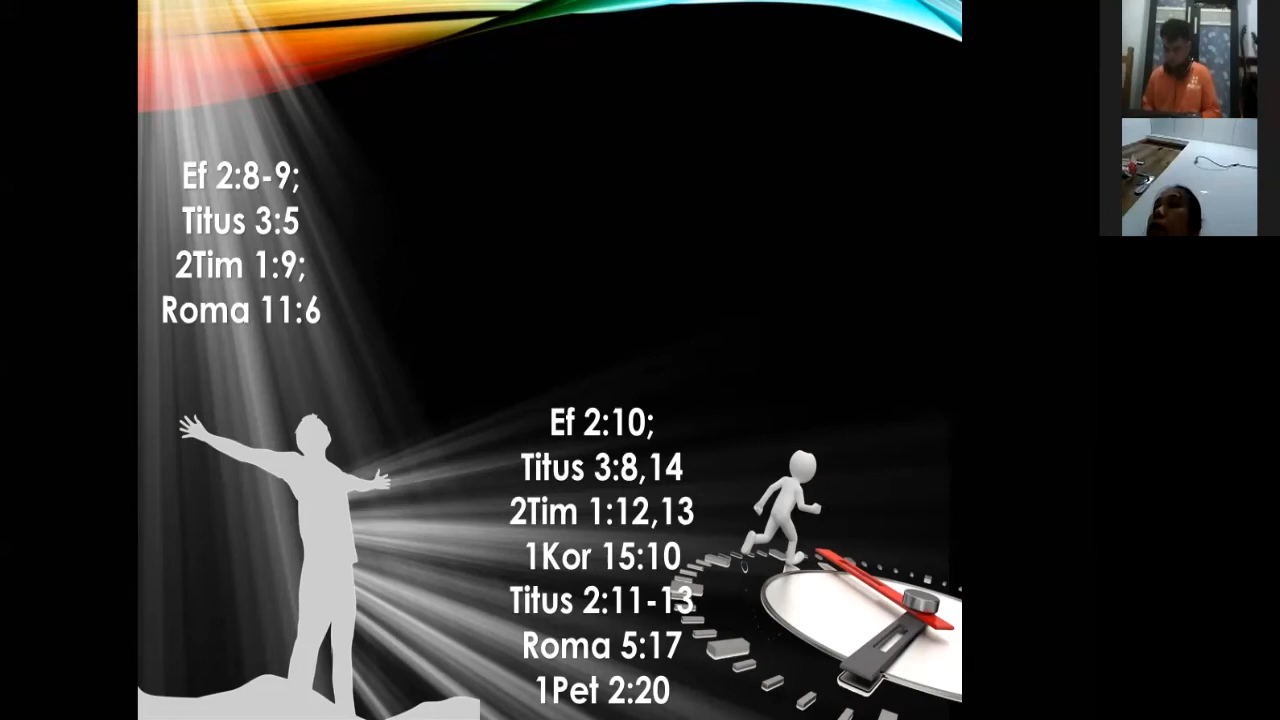 Ef 2:8-9;
Titus 3:5
2Tim 1:9;
Roma 11:6
Ef 2:10;
Titus 3:8,14
2Tim 1:12,13
1Kor 15:10
Titus 2:11-13
Roma 5:17
1Pet 2:20